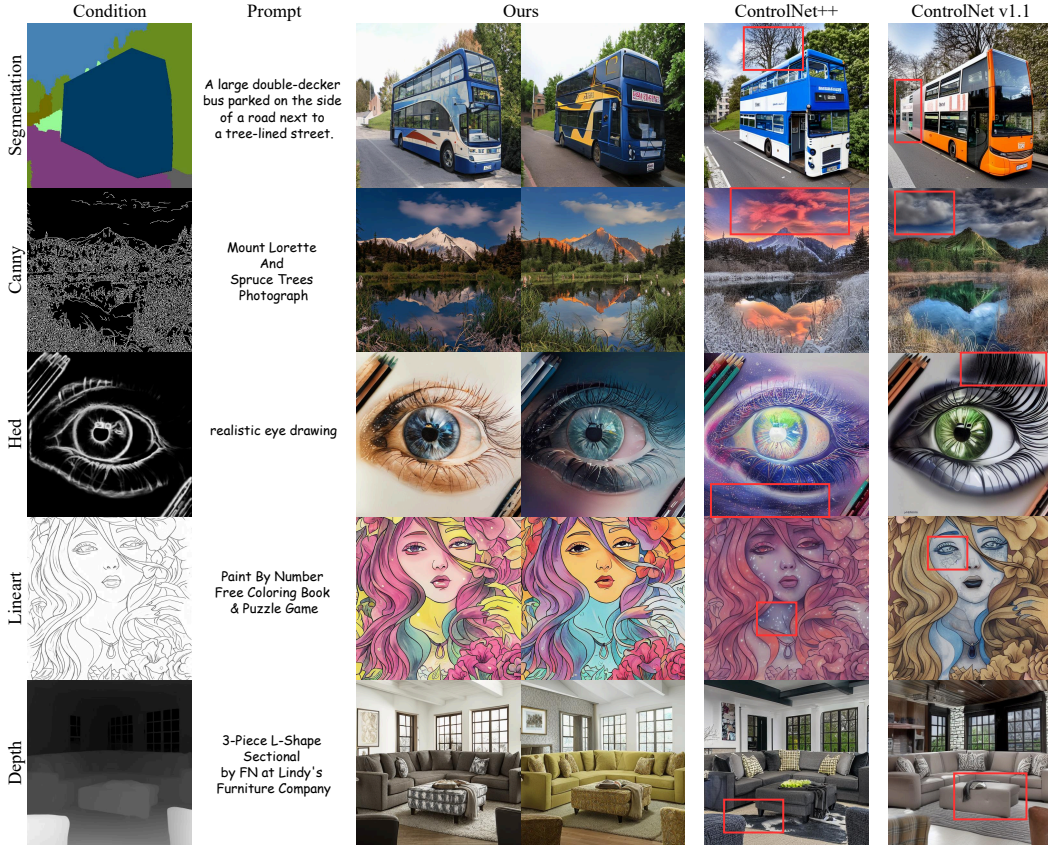 Condition
Prompt
Ours
ControlNet++
ControlNet v1.1
Segmentation
A large double-decker
bus parked on the side
of a road next to
a tree-lined street.
Canny
Mount Lorette
And
Spruce Trees
Photograph
Hed
realistic eye drawing
Lineart
Paint By Number
Free Coloring Book
& Puzzle Game
Depth
3-Piece L-Shape
Sectional
by FN at Lindy's
Furniture Company